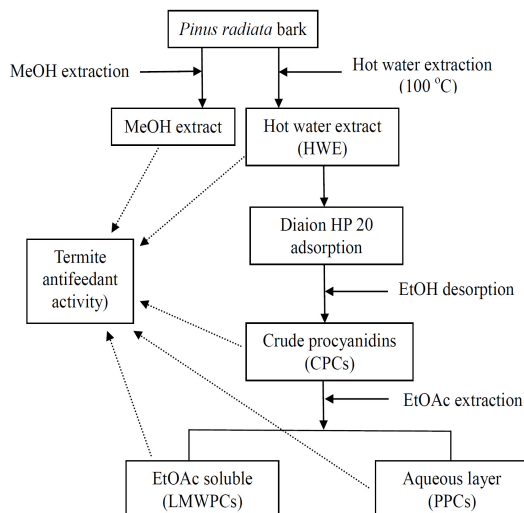 Pinus radiata bark
MeOH extraction
Hot water extraction
(100 °C)
MeOH extract
Hot water extract
(HWE)
Diaion HP 20
adsorption
Termite
antifeedant
activity)
EtOH desorption
Crude procyanidins
(CPCs)
EtOAc extraction
EtOAc soluble
(LMWPCs)
Aqueous layer
(PPCs)